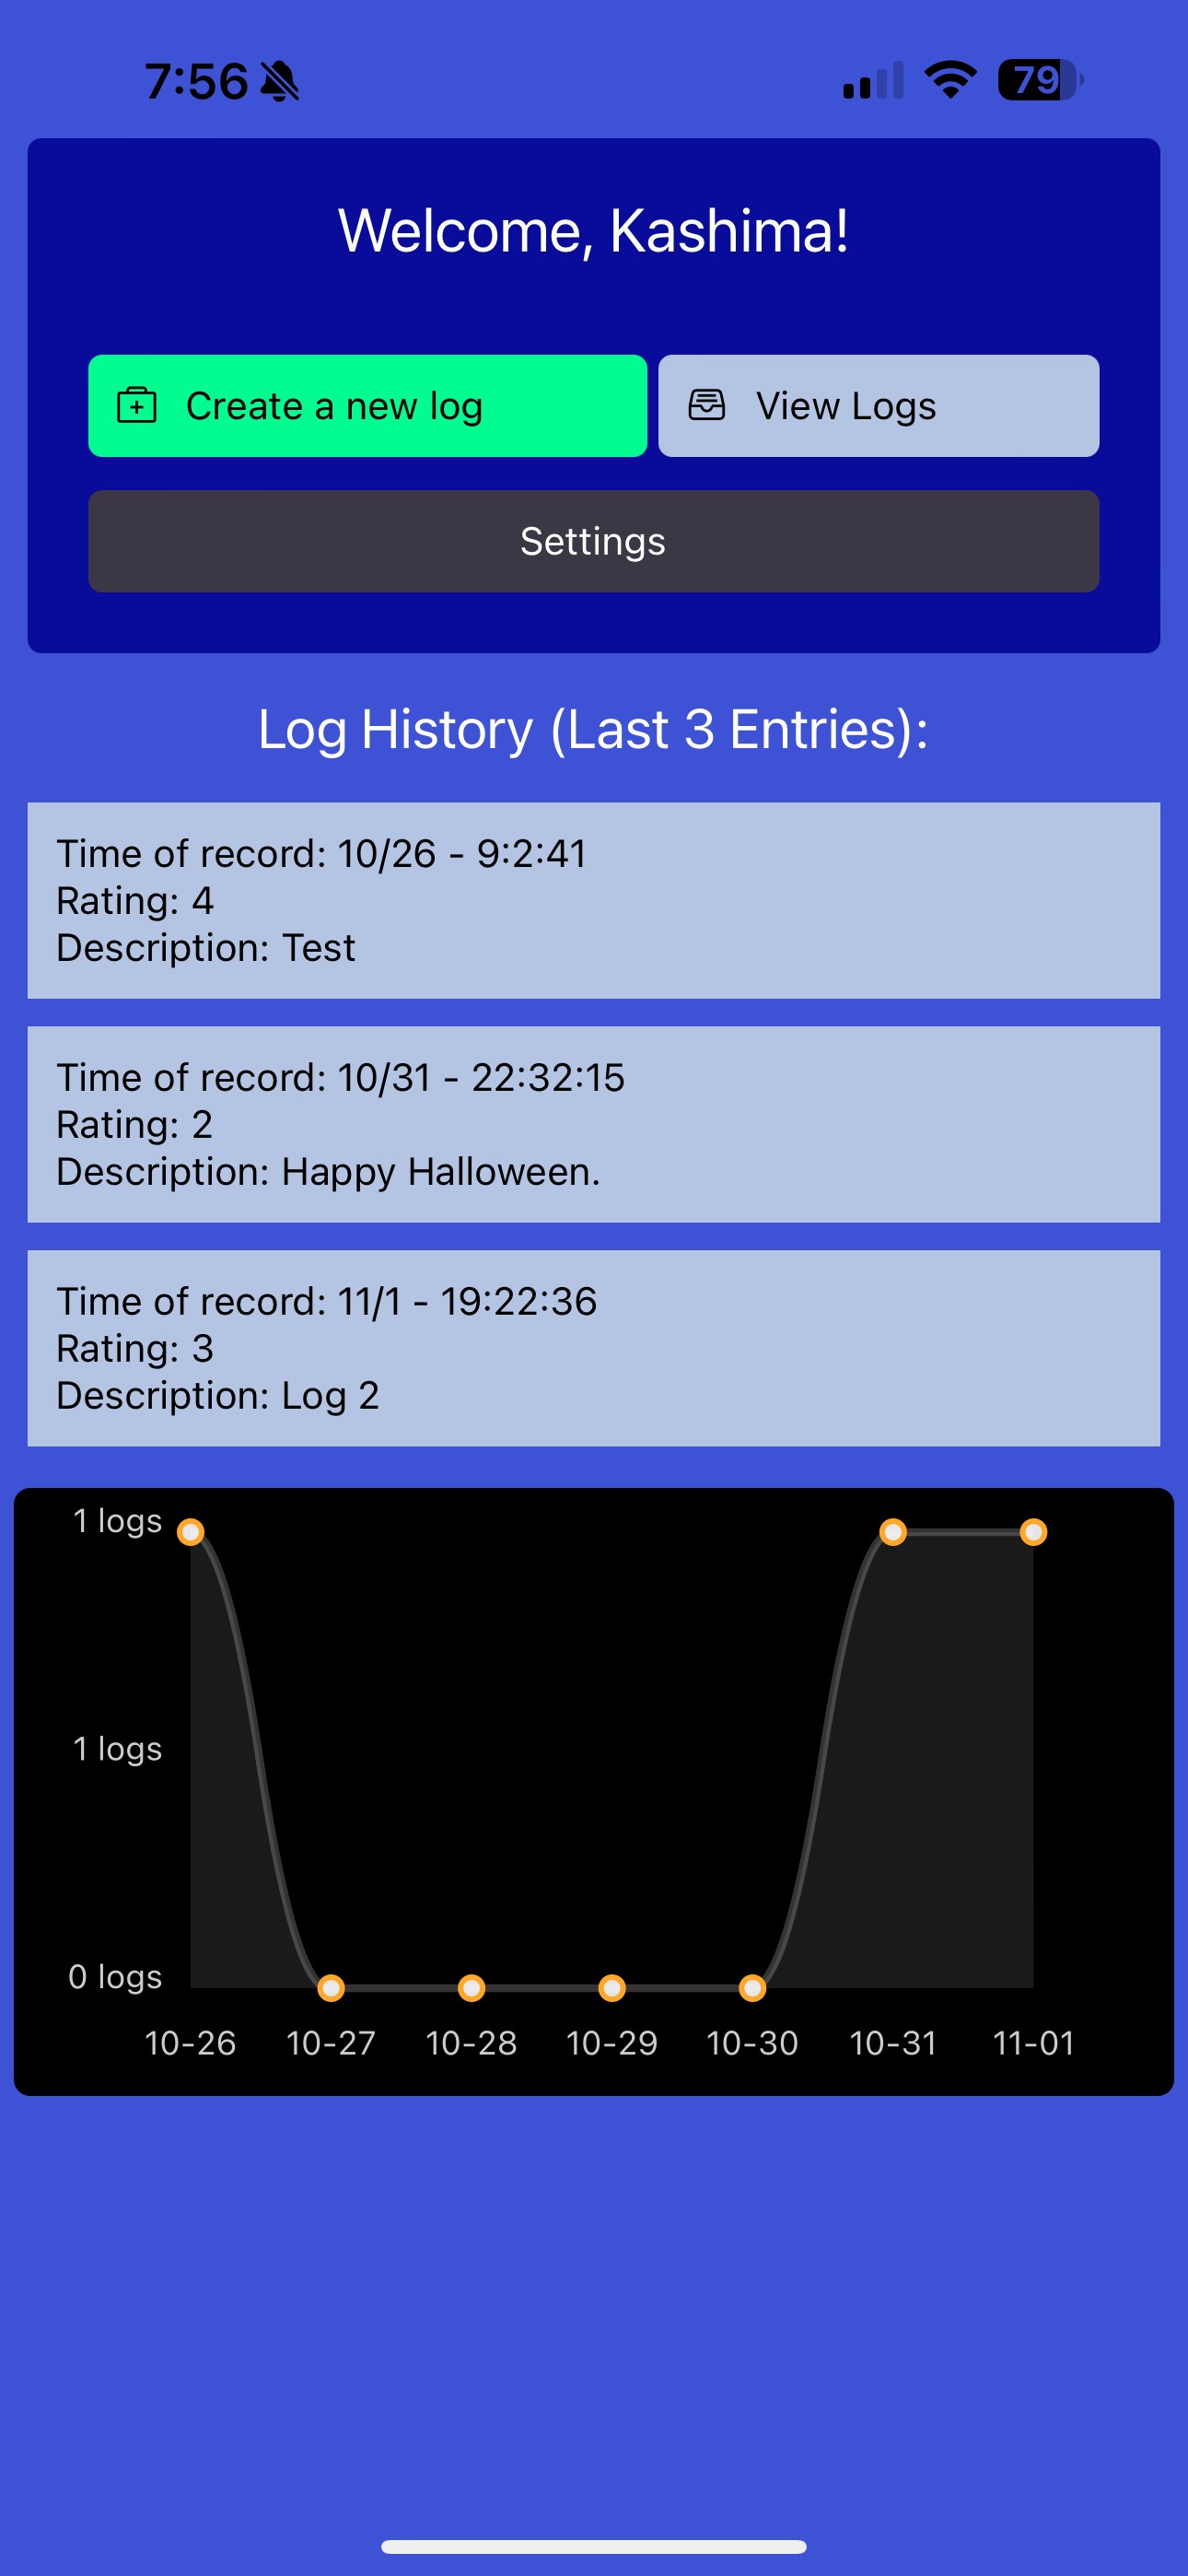 7:56
79
Welcome, Kashima!
Create a new log
View Logs
Settings
Log History (Last 3 Entries):
Time of record: 10/26 - 9:2:41
Rating: 4
Description: Test
Time of record: 10/31 - 22:32:15
Rating: 2
Description: Happy Halloween.
Time of record: 11/1 - 19:22:36
Rating: 3
Description: Log 2
1 logs
1 logs
0 logs
10-26 10-27 10-28 10-29 10-30 10-31 11-01